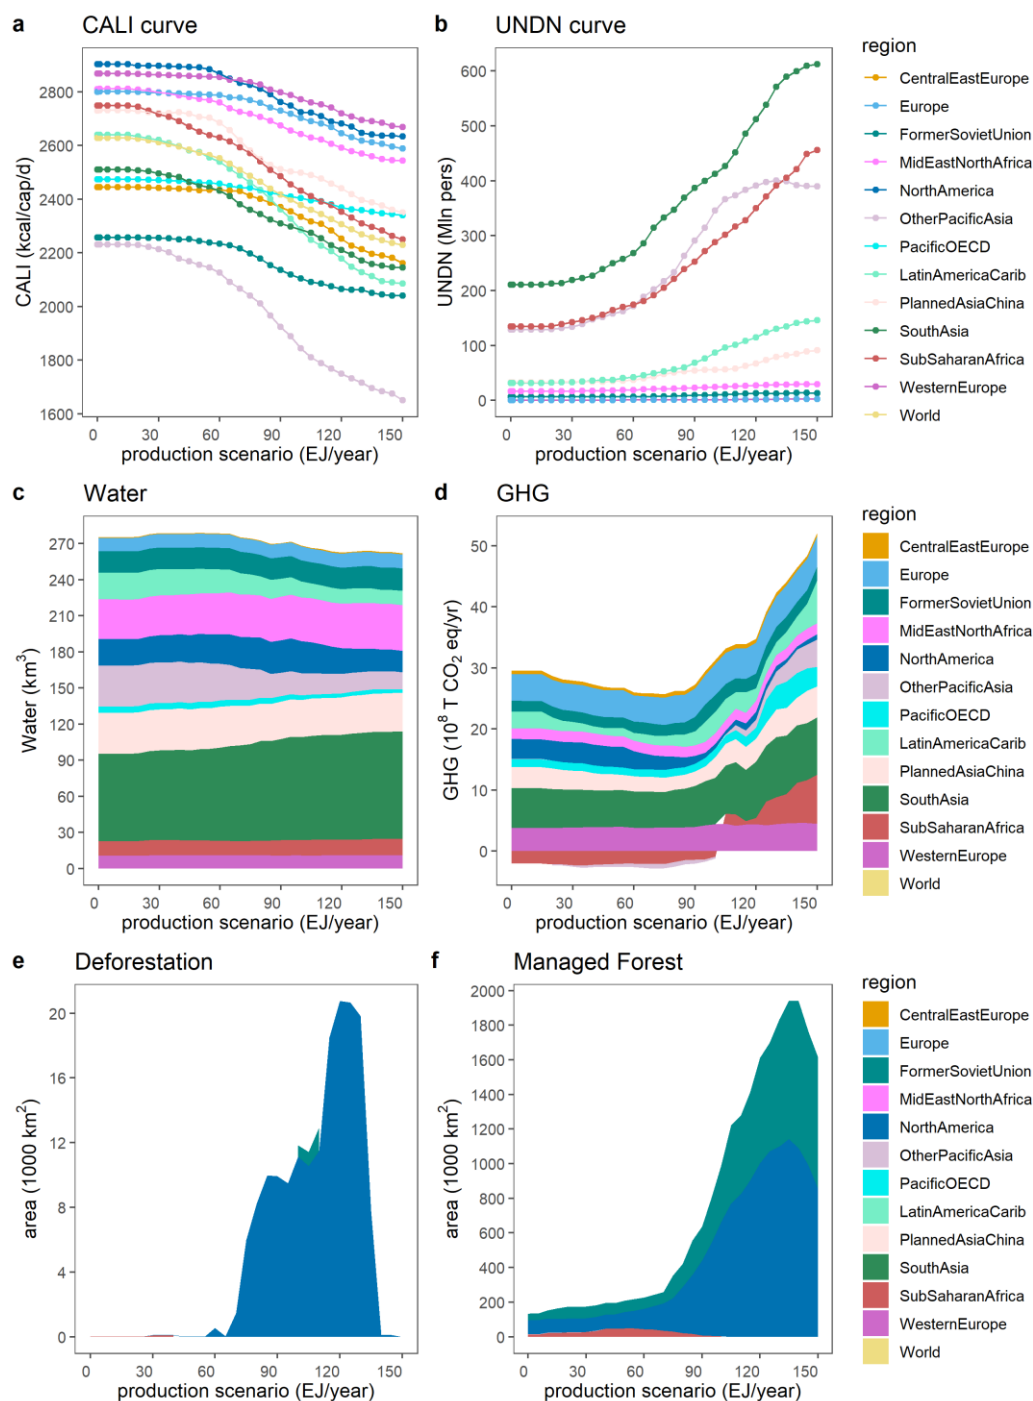 a CALI curve
CALI (kcal/cap/d)
2800
2600
2400
2200
2000
1800
1600
0 30 60 90 120 150
production scenario (EJ/year)
b UNDN curve
UNDN (Mln pers)
600
500
400
300
200
100
0
0 30 60 90 120 150
production scenario (EJ/year)
region
CentralEastEurope
Europe
FormerSovietUnion
MidEastNorthAfrica
NorthAmerica
OtherPacificAsia
PacificOECD
LatinAmericaCarib
PlannedAsiaChina
SouthAsia
SubSaharanAfrica
WesternEurope
World
c Water
Water (km³)
270
240
210
180
150
120
90
60
30
0
0 30 60 90 120 150
production scenario (EJ/year)
d GHG
GHG (10⁸ T CO₂ eq/yr)
50
40
30
20
10
0
0 30 60 90 120 150
production scenario (EJ/year)
region
CentralEastEurope
Europe
FormerSovietUnion
MidEastNorthAfrica
NorthAmerica
OtherPacificAsia
PacificOECD
LatinAmericaCarib
PlannedAsiaChina
SouthAsia
SubSaharanAfrica
WesternEurope
World
e Deforestation
area (1000 km²)
20
16
12
8
4
0
0 30 60 90 120 150
production scenario (EJ/year)
f Managed Forest
area (1000 km²)
2000
1800
1600
1400
1200
1000
800
600
400
200
0
0 30 60 90 120 150
production scenario (EJ/year)
region
CentralEastEurope
Europe
FormerSovietUnion
MidEastNorthAfrica
NorthAmerica
OtherPacificAsia
PacificOECD
LatinAmericaCarib
PlannedAsiaChina
SouthAsia
SubSaharanAfrica
WesternEurope
World